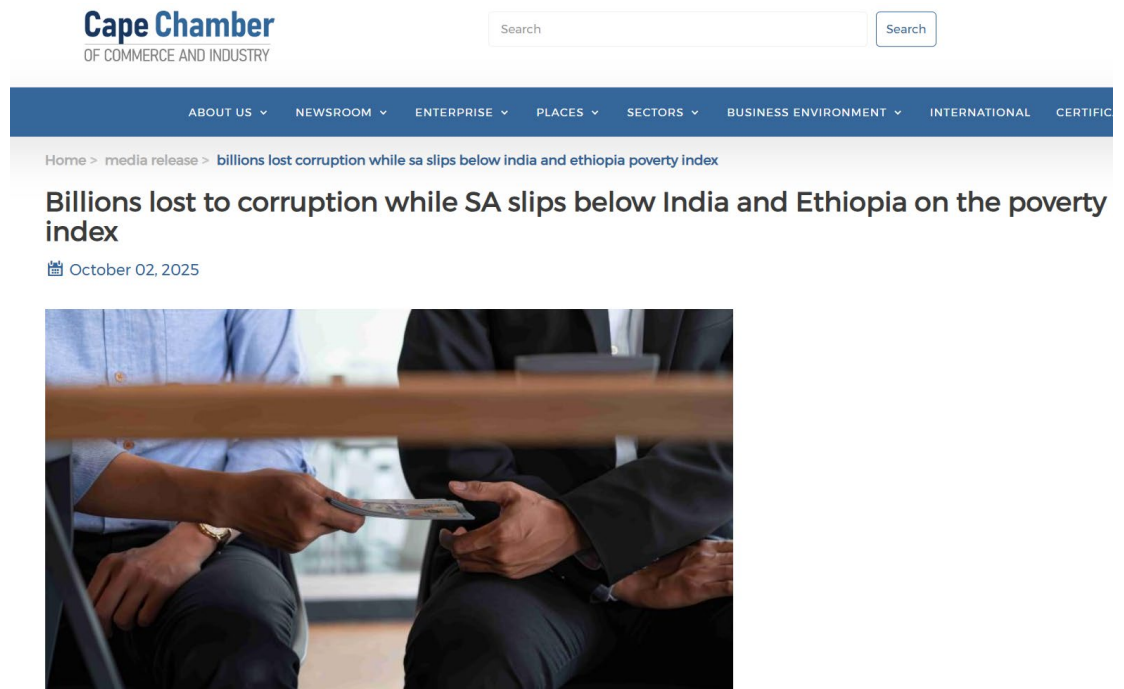 Cape Chamber
OF COMMERCE AND INDUSTRY
Search
Search
ABOUT US
NEWSROOM
ENTERPRISE
PLACES
SECTORS
BUSINESS ENVIRONMENT
INTERNATIONAL
CERTIFIC
Home > media release > billions lost corruption while sa slips below india and ethiopia poverty index
Billions lost to corruption while SA slips below India and Ethiopia on the poverty
index
October 02, 2025